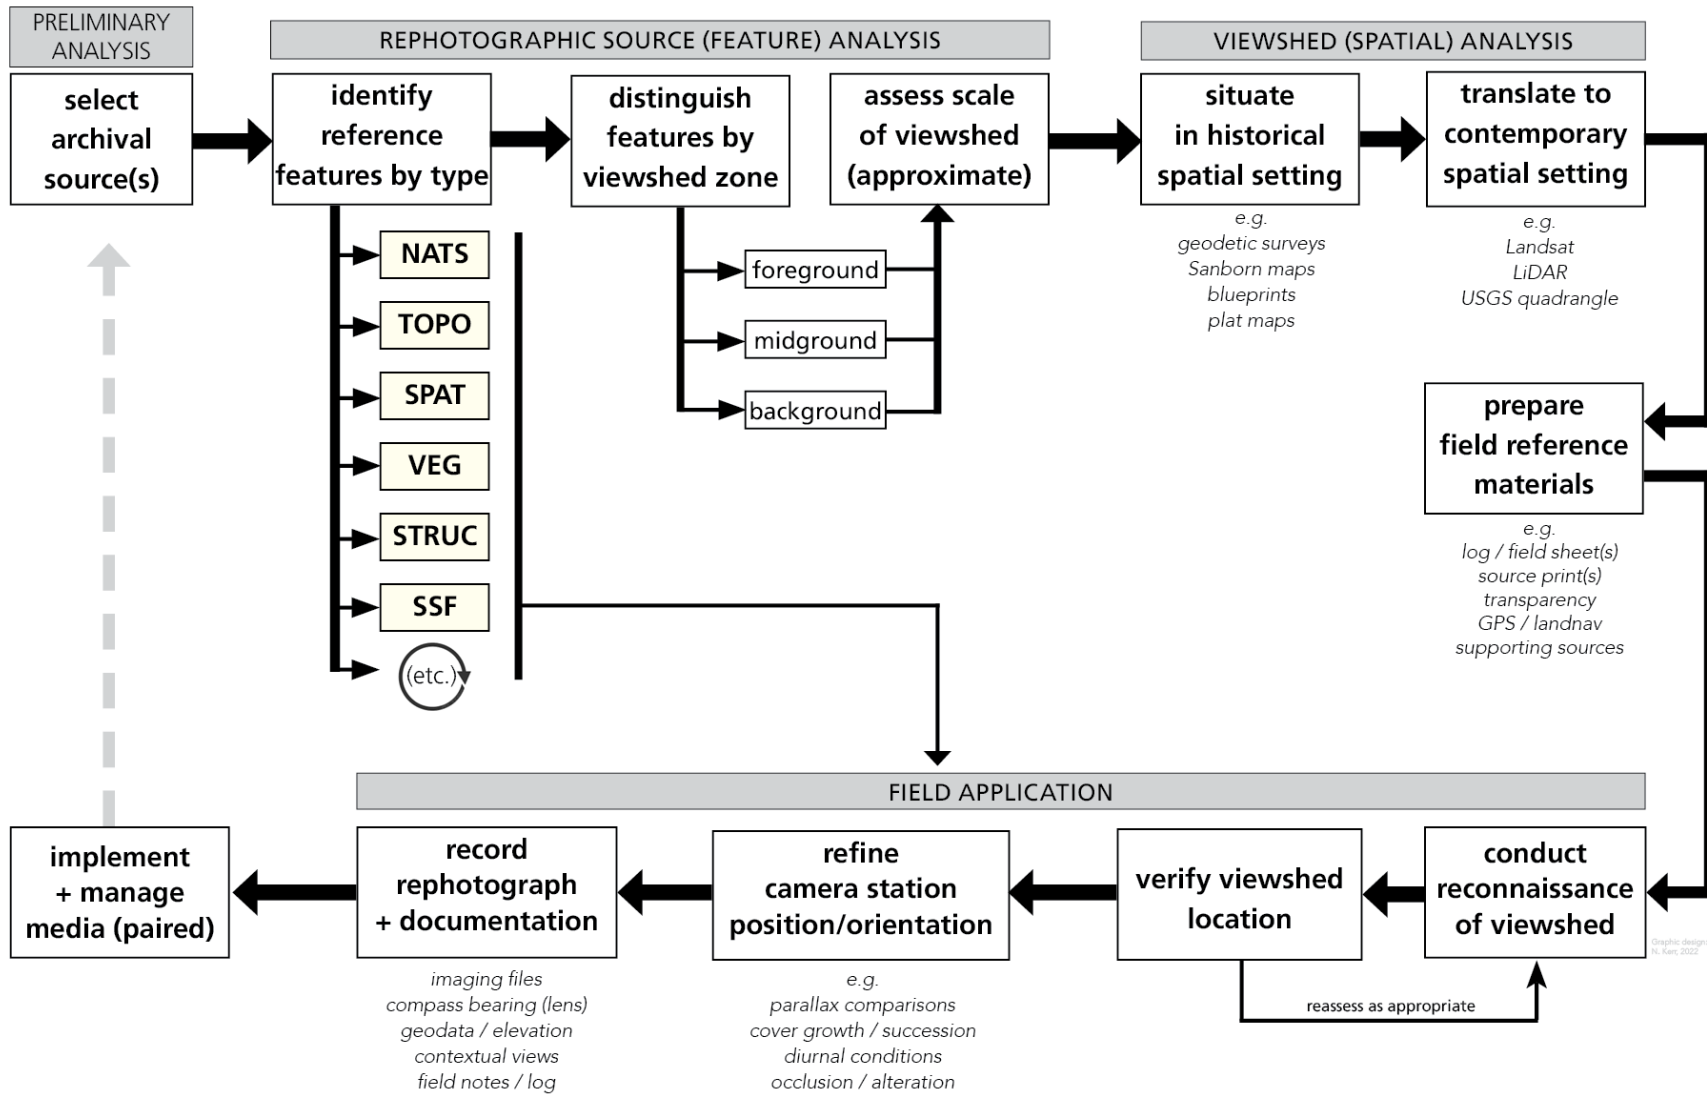 PRELIMINARY
ANALYSIS
REPHOTOGRAPHIC SOURCE (FEATURE) ANALYSIS
VIEWSHED (SPATIAL) ANALYSIS
select
archival
source(s)
identify
reference
features by type
distinguish
features by
viewshed zone
assess scale
of viewshed
(approximate)
situate
in historical
spatial setting
translate to
contemporary
spatial setting
NATS
TOPO
SPAT
VEG
STRUC
SSF
(etc.)
foreground
midground
background
e.g.
geodetic surveys
Sanborn maps
blueprints
plat maps
e.g.
Landsat
LiDAR
USGS quadrangle
prepare
field reference
materials
e.g.
log / field sheet(s)
source print(s)
transparency
GPS / landnav
supporting sources
FIELD APPLICATION
implement
+ manage
media (paired)
record
rephotograph
+ documentation
refine
camera station
position/orientation
verify viewshed
location
conduct
reconnaissance
of viewshed
imaging files
compass bearing (lens)
geodata / elevation
contextual views
field notes / log
e.g.
parallax comparisons
cover growth / succession
diurnal conditions
occlusion / alteration
reassess as appropriate
Graphic design:
N. Kerr, 2022